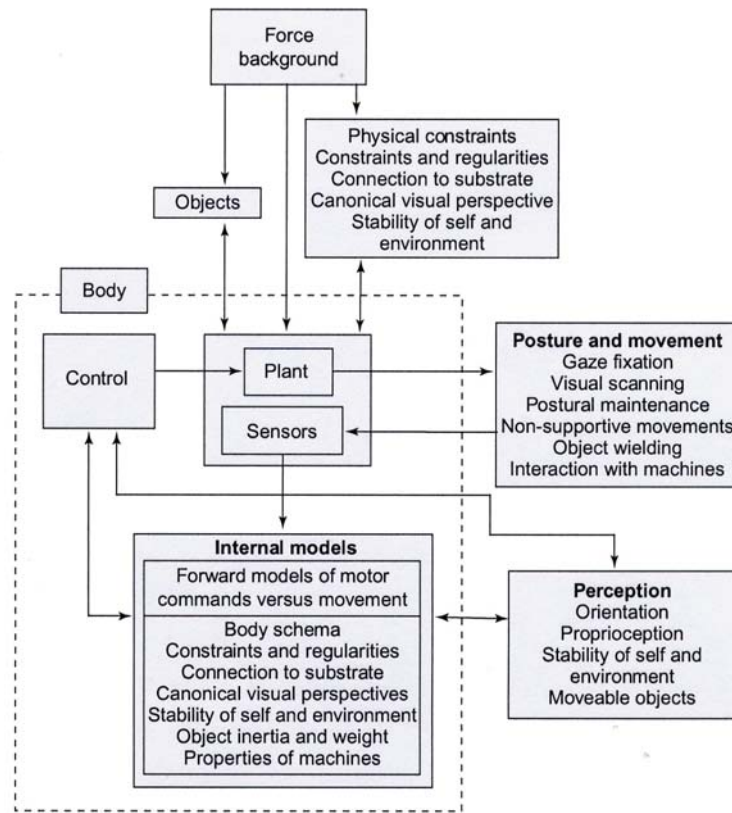 Force
background
Physical constraints
Constraints and regularities
Connection to substrate
Canonical visual perspective
Stability of self and
environment
Objects
Body
Control
Plant
Sensors
Posture and movement
Gaze fixation
Visual scanning
Postural maintenance
Non-supportive movements
Object wielding
Interaction with machines
Internal models
Forward models of motor
commands versus movement
Body schema
Constraints and regularities
Connection to substrate
Canonical visual perspectives
Stability of self and environment
Object inertia and weight
Properties of machines
Perception
Orientation
Proprioception
Stability of self and
environment
Moveable objects